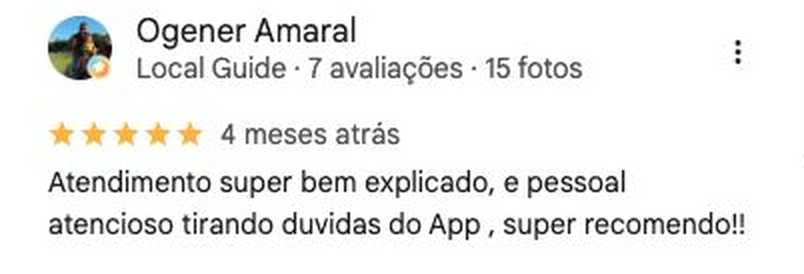 Ogener Amaral
Local Guide · 7 avaliações · 15 fotos
4 meses atrás
Atendimento super bem explicado, e pessoal
atencioso tirando duvidas do App , super recomendo!!